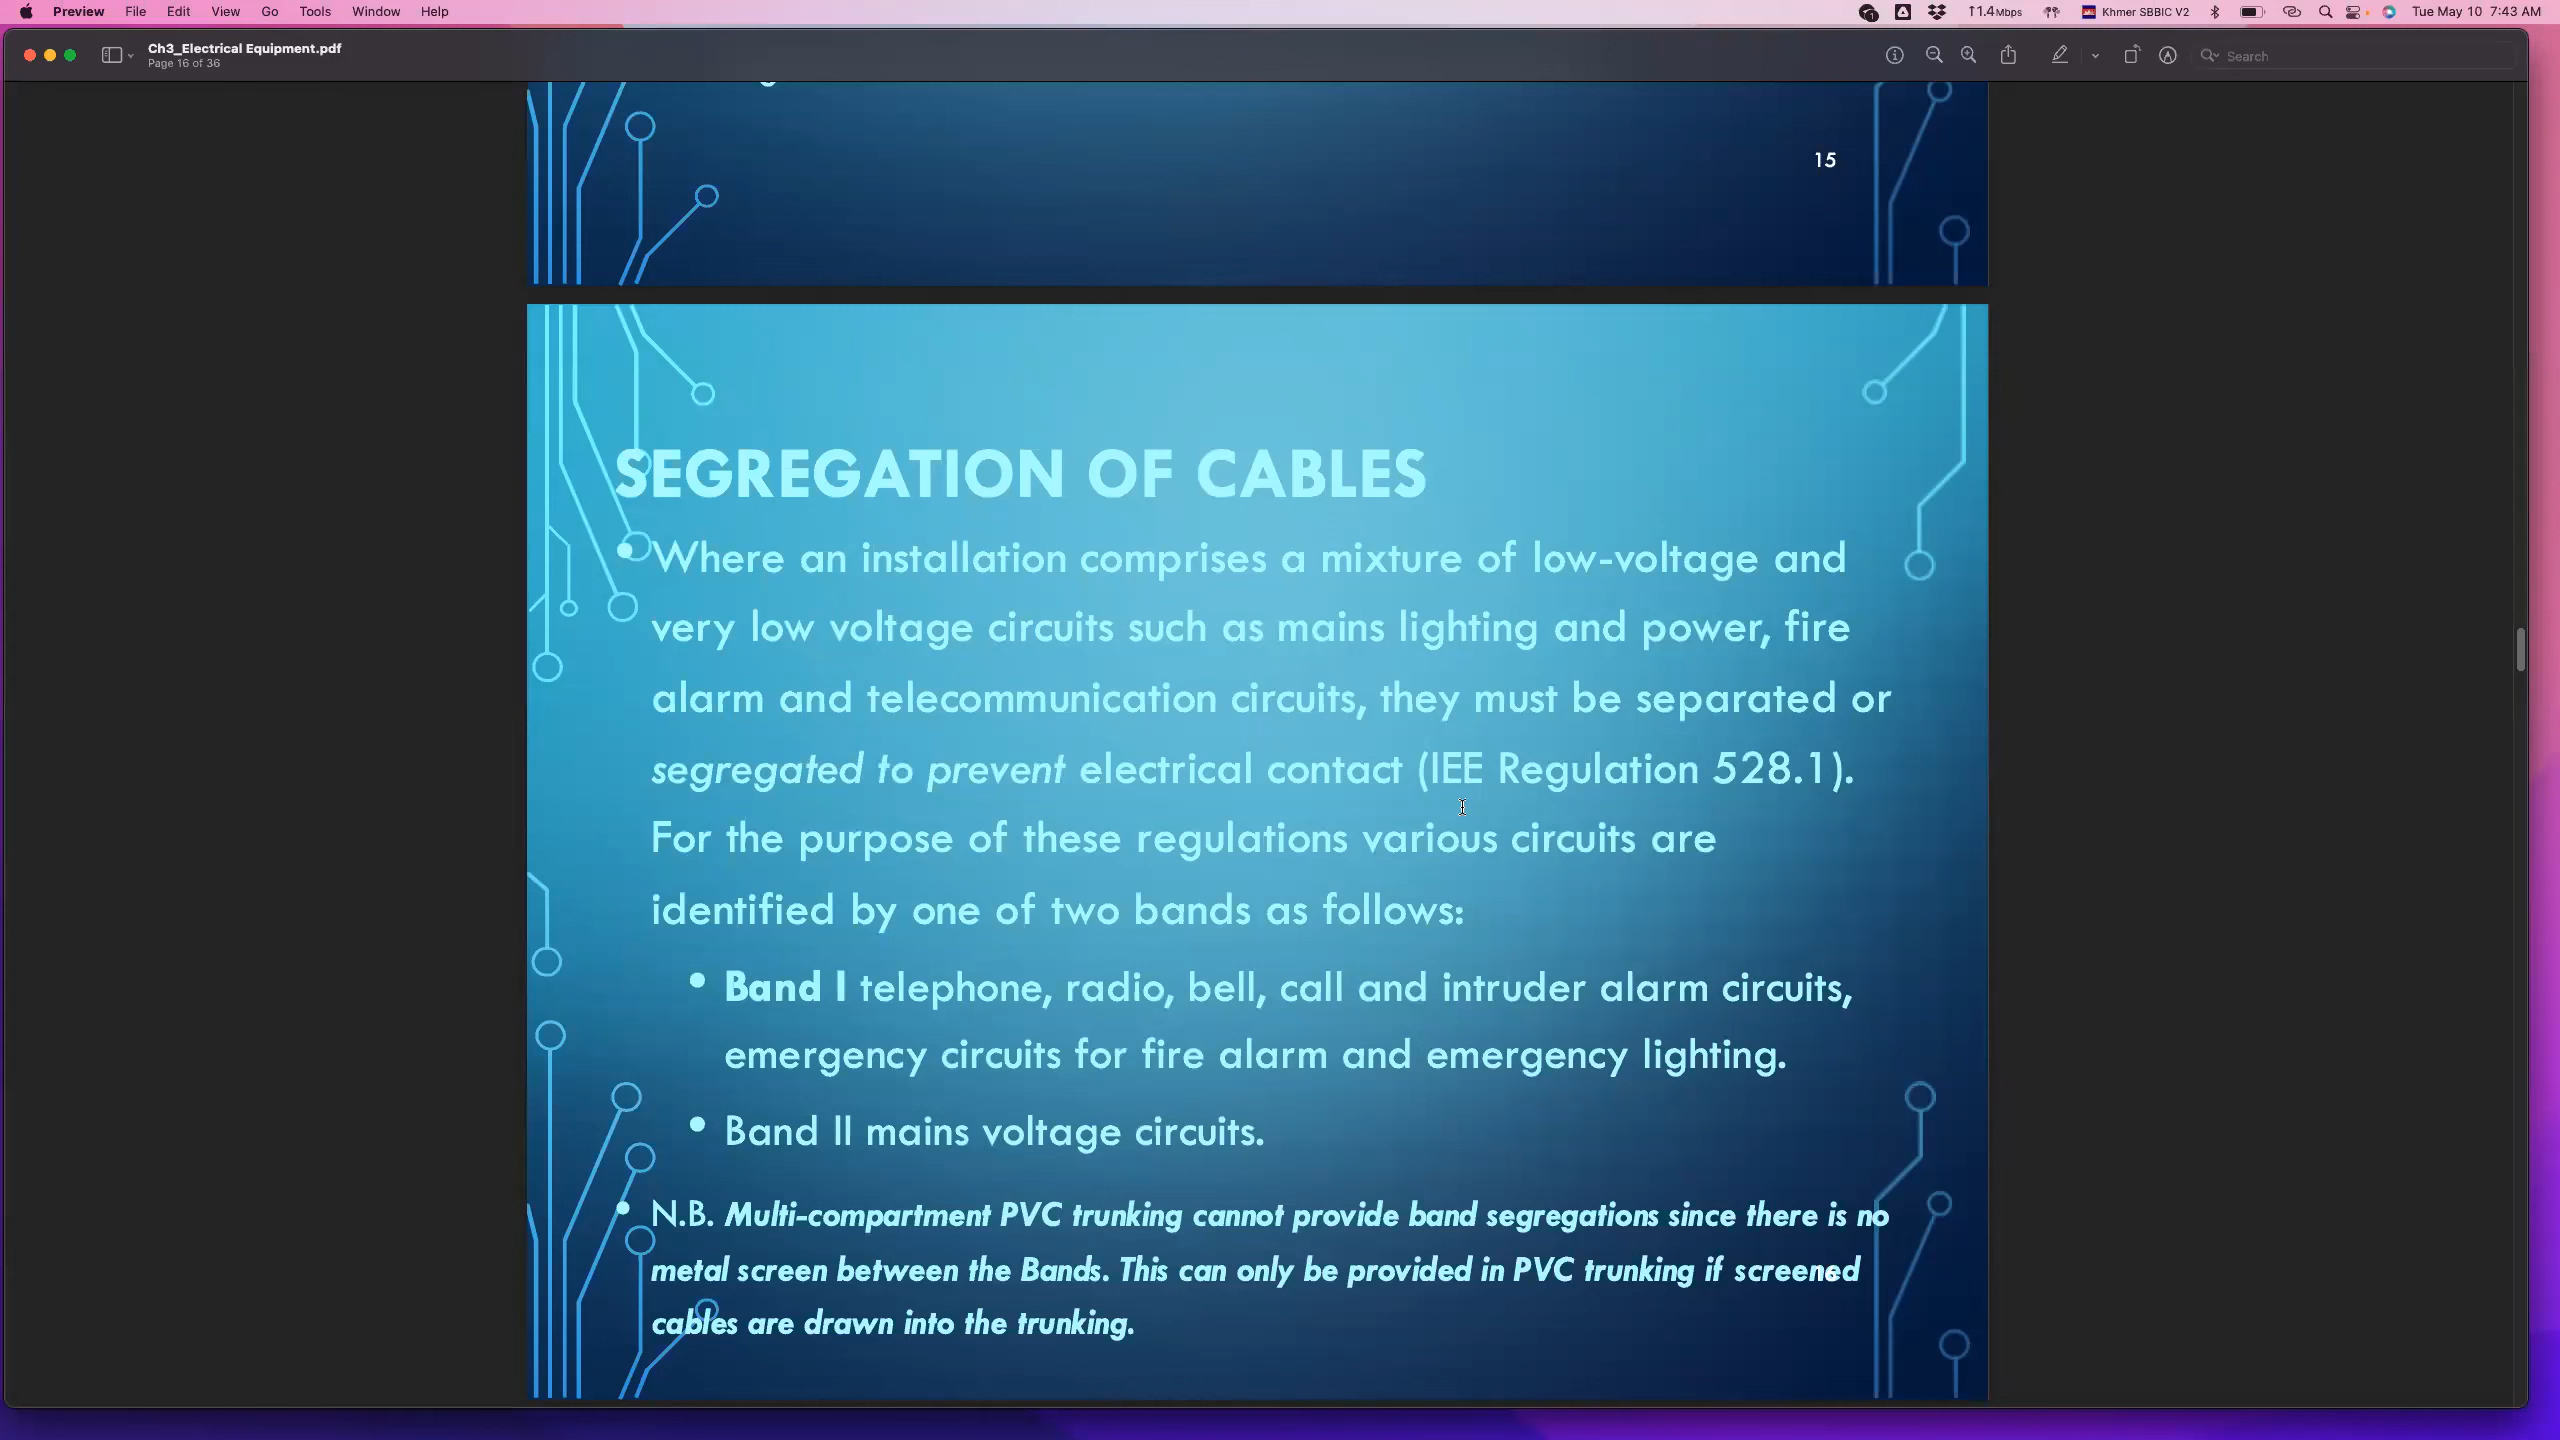 Preview File Edit View Go Tools Window Help
11.4Mbps Khmer SBBIC V2 Tue May 10 7:43 AM
Ch3_Electrical Equipment.pdf
Page 16 of 36
Search
15
SEGREGATION OF CABLES
• Where an installation comprises a mixture of low-voltage and
very low voltage circuits such as mains lighting and power, fire
alarm and telecommunication circuits, they must be separated or
segregated to prevent electrical contact (IEE Regulation 528.1).
For the purpose of these regulations various circuits are
identified by one of two bands as follows:
• Band I telephone, radio, bell, call and intruder alarm circuits,
emergency circuits for fire alarm and emergency lighting.
• Band II mains voltage circuits.
• N.B. Multi-compartment PVC trunking cannot provide band segregations since there is no
metal screen between the Bands. This can only be provided in PVC trunking if screened
cables are drawn into the trunking.